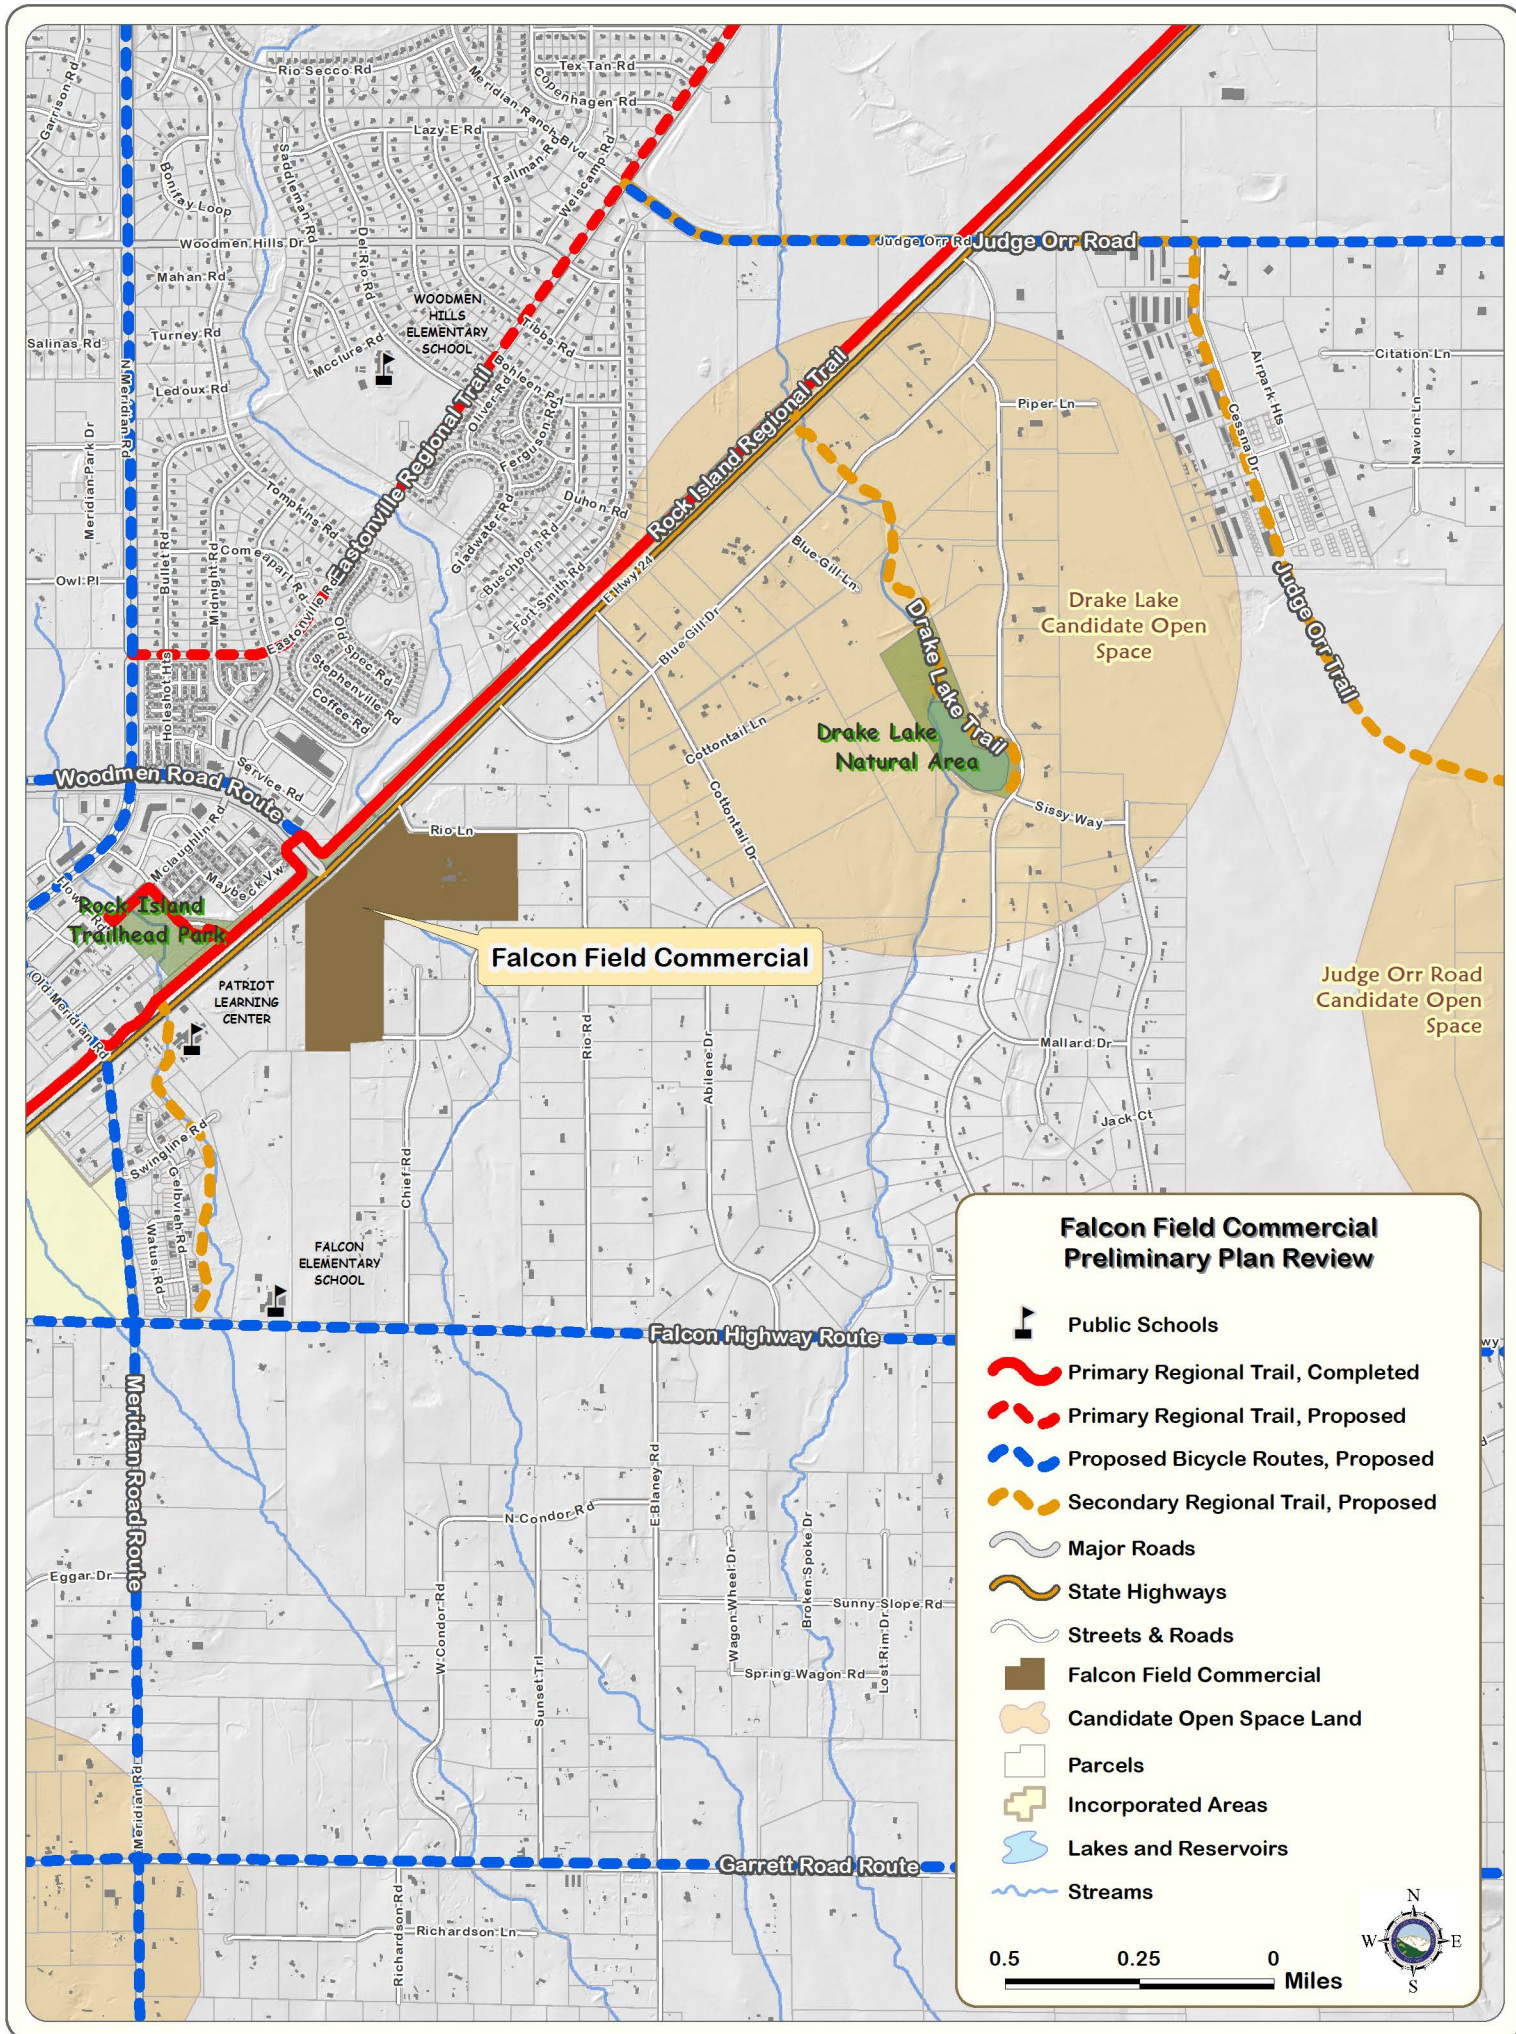 Rio Secco Rd
Tex Tan Rd
Copenhagen Rd
Meridian Ranch Blvd
Garrison Rd
Lazy E Rd
Saddleman Rd
Tallman Rd
Weiscamp Rd
Bonifay Loop
Woodmen Hills Dr
Del Rio Rd
Judge Orr Rd
Judge Orr Road
Mahan Rd
WOODMEN
HILLS
ELEMENTARY
SCHOOL
Turney Rd
Tibbs Rd
Salinas Rd
Mcclure Rd
N Meridian Rd
Ledoux Rd
Bohleen Rd
Oliver Rd
Ferguson Rd
Eastonville Regional Trail
Rock Island Regional Trail
Citation Ln
Airpark Hts
Piper Ln
Cessna Dr
Navion Ln
Meridian Park Dr
Tompkins Rd
Duhon Rd
Gladwater Rd
Buschborn Rd
Fort Smith Rd
E Hwy 24
Blue Gill Ln
Owl Pl
Bullet Rd
Midnight Rd
Comeapart Rd
Eastonville Rd
Old Spec Rd
Stephenville Rd
Coffee Rd
Holeshot Hts
Blue Gill Dr
Drake Lake
Candidate Open
Space
Judge Orr Trail
Drake Lake Trail
Drake Lake
Natural Area
Cottontail Ln
Cottontail Dr
Sissy Way
Woodmen Road Route
Service Rd
Mclaughlin Rd
Maybeck Vw
Rio Ln
Rock Island
Trailhead Park
Falcon Field Commercial
PATRIOT
LEARNING
CENTER
Old Meridian Rd
Judge Orr Road
Candidate Open
Space
Rio Rd
Abilene Dr
Mallard Dr
Jack Ct
Swingline Rd
Gelbvieh Rd
Watusi Rd
Chief Rd
FALCON
ELEMENTARY
SCHOOL
Falcon Highway Route
Meridian Road Route
E Blaney Rd
N Condor Rd
W Condor Rd
Sunset Trl
Wagon Wheel Dr
Broken Spoke Dr
Sunny Slope Rd
Lost Rim Dr
Spring Wagon Rd
Eggar Dr
Meridian Rd
Garrett Road Route
Richardson Rd
Richardson Ln
Falcon Field Commercial
Preliminary Plan Review
Public Schools
Primary Regional Trail, Completed
Primary Regional Trail, Proposed
Proposed Bicycle Routes, Proposed
Secondary Regional Trail, Proposed
Major Roads
State Highways
Streets & Roads
Falcon Field Commercial
Candidate Open Space Land
Parcels
Incorporated Areas
Lakes and Reservoirs
Streams
N
W
E
S
0.5
0.25
0
Miles